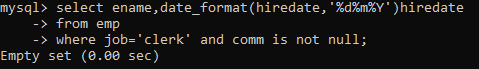 mysql> select ename,date_format(hiredate,'%d%m%Y')hiredate
    -> from emp
    -> where job='clerk' and comm is not null;
Empty set (0.00 sec)